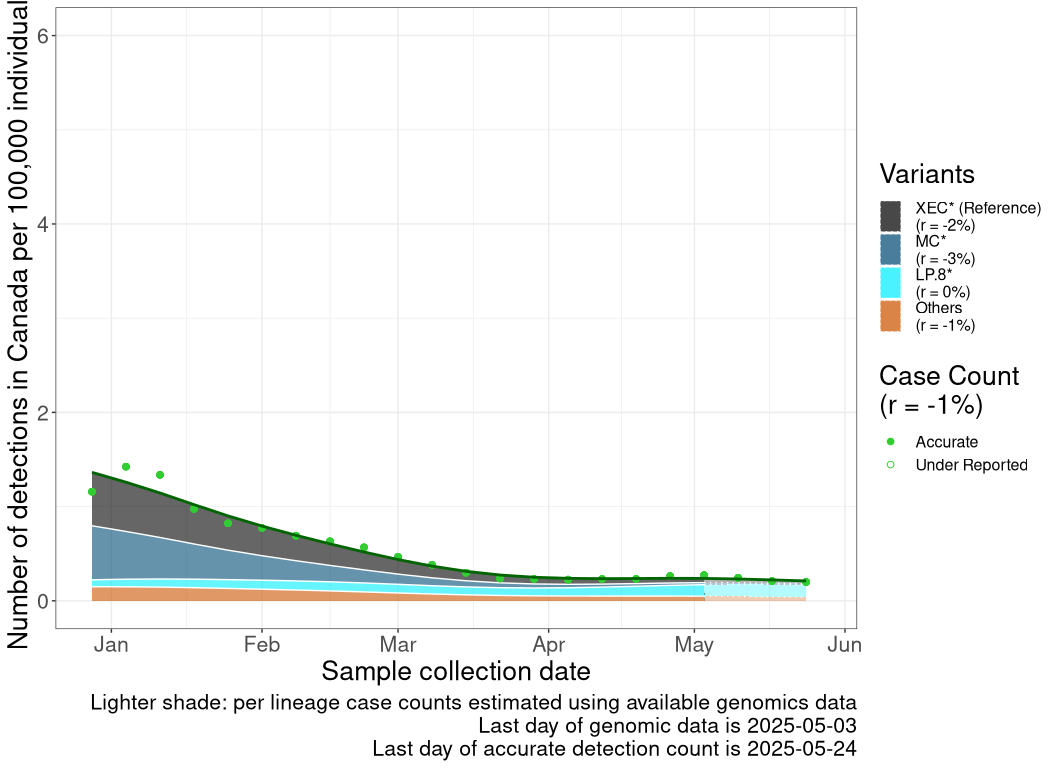 Number of detections in Canada per 100,000 individual
6
4
2
0
Jan Feb Mar Apr May Jun
Sample collection date
Lighter shade: per lineage case counts estimated using available genomics data
Last day of genomic data is 2025-05-03
Last day of accurate detection count is 2025-05-24
Variants
XEC* (Reference)
(r = -2%)
MC*
(r = -3%)
LP.8*
(r = 0%)
Others
(r = -1%)
Case Count
(r = -1%)
Accurate
Under Reported